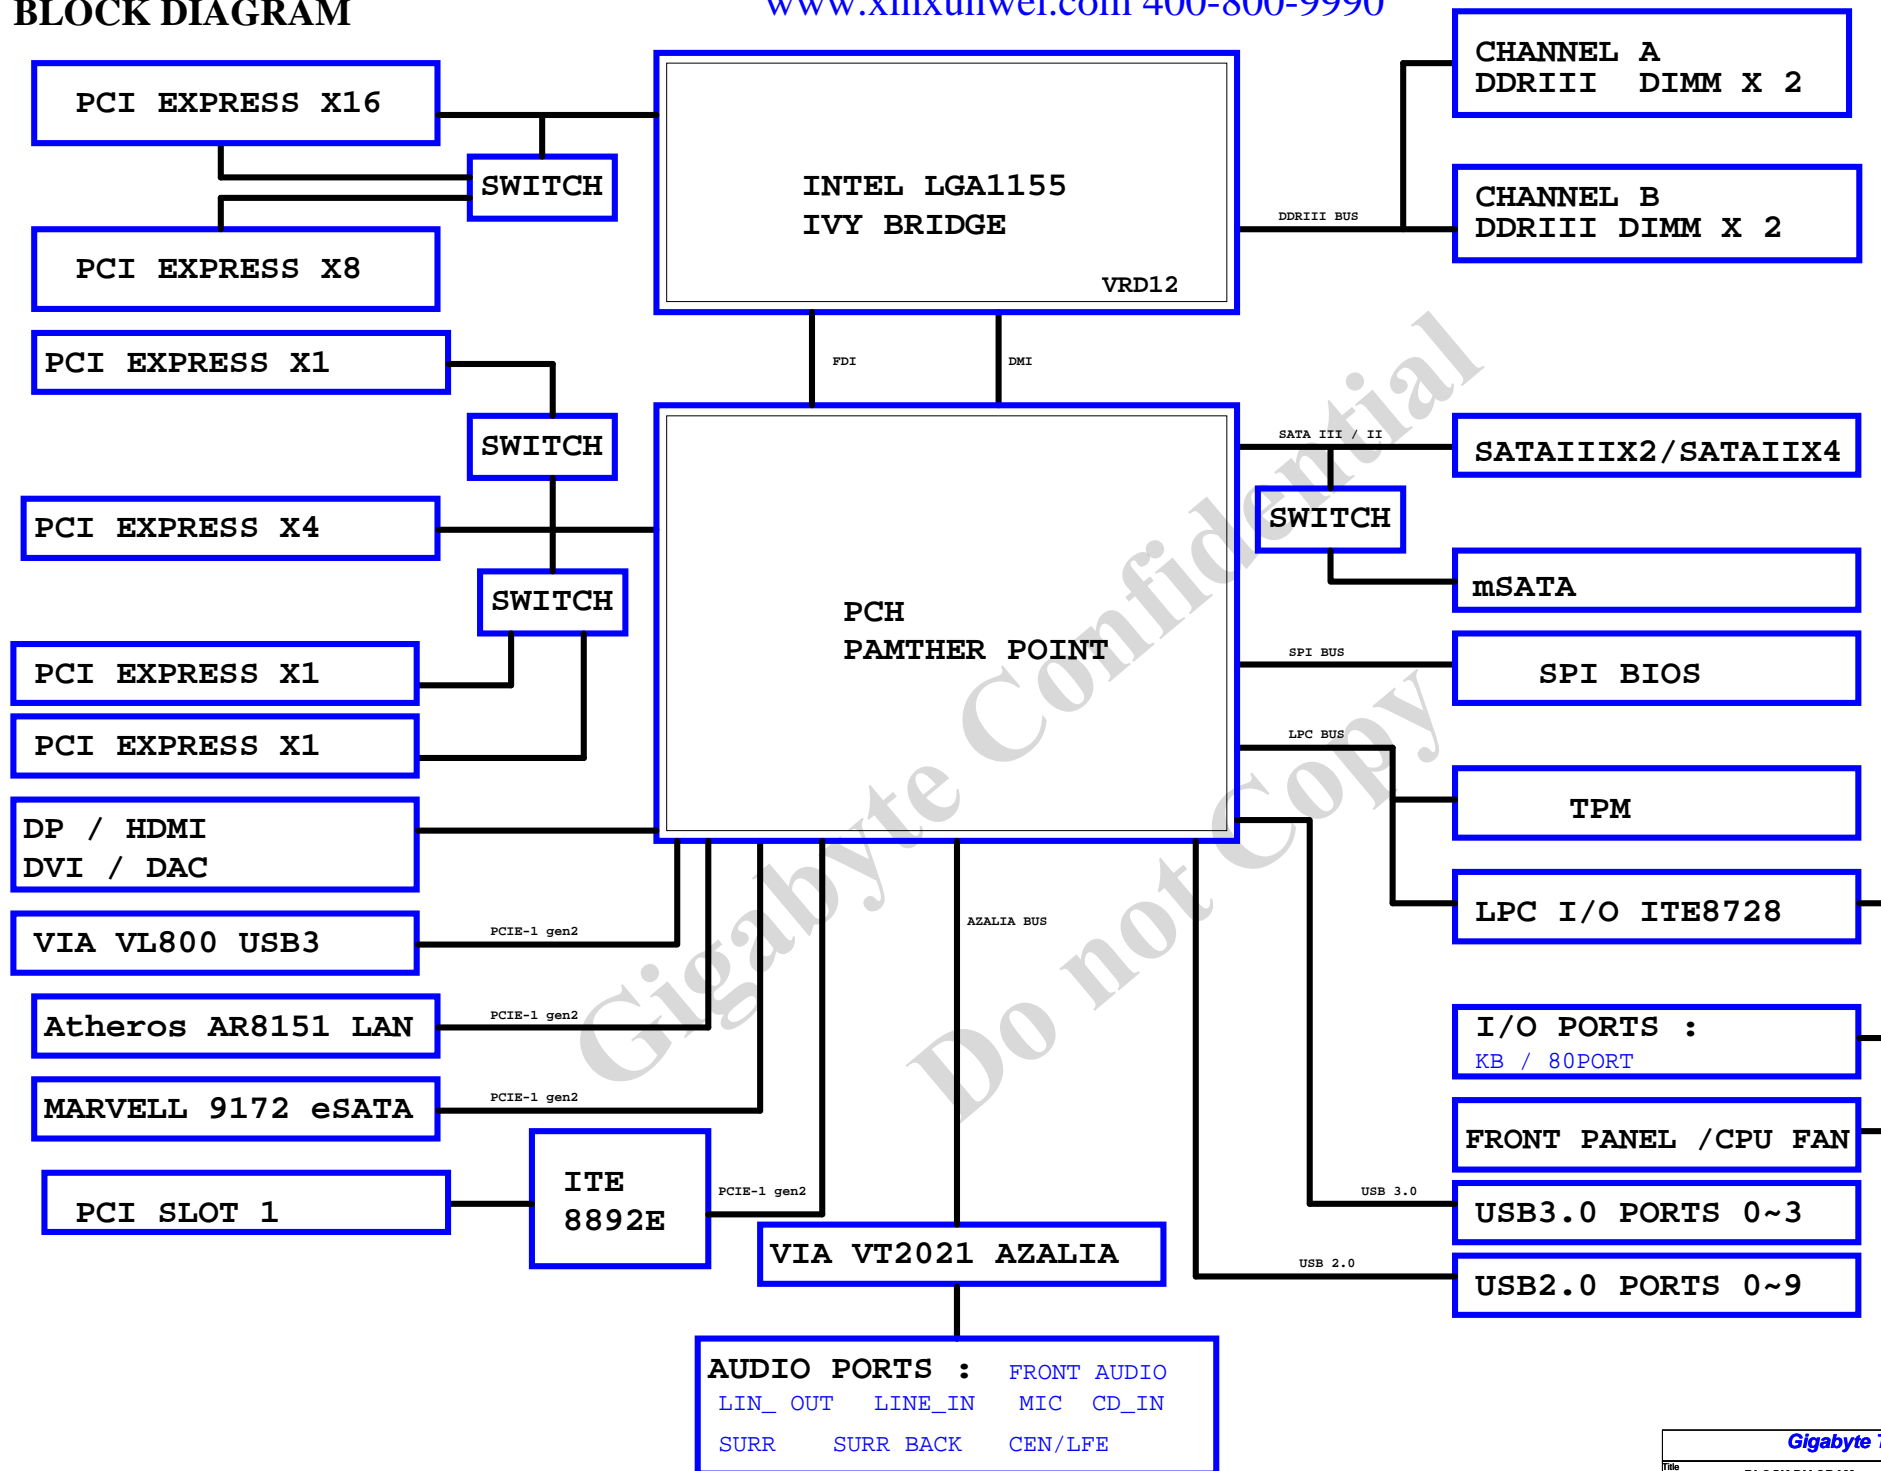 BLOCK DIAGRAM
www.xinxunwei.com 400-800-9990
PCI EXPRESS X16
SWITCH
PCI EXPRESS X8
INTEL LGA1155
IVY BRIDGE
VRD12
DDRIII BUS
CHANNEL A
DDRIII DIMM X 2
CHANNEL B
DDRIII DIMM X 2
PCI EXPRESS X1
SWITCH
PCI EXPRESS X4
SWITCH
PCI EXPRESS X1
PCI EXPRESS X1
DP / HDMI
DVI / DAC
FDI
DMI
PCH
PAMTHER POINT
SATA III / II
SATAIIIX2/SATAIIX4
SWITCH
mSATA
SPI BUS
SPI BIOS
LPC BUS
TPM
LPC I/O ITE8728
VIA VL800 USB3
PCIE-1 gen2
Atheros AR8151 LAN
PCIE-1 gen2
MARVELL 9172 eSATA
PCIE-1 gen2
PCI SLOT 1
ITE
8892E
PCIE-1 gen2
AZALIA BUS
VIA VT2021 AZALIA
I/O PORTS :
KB / 80PORT
FRONT PANEL /CPU FAN
USB 3.0
USB3.0 PORTS 0~3
USB 2.0
USB2.0 PORTS 0~9
AUDIO PORTS : FRONT AUDIO
LIN_ OUT LINE_IN MIC CD_IN
SURR SURR BACK CEN/LFE
Gigabyte Confidential
Do not Copy
Gigabyte
Title